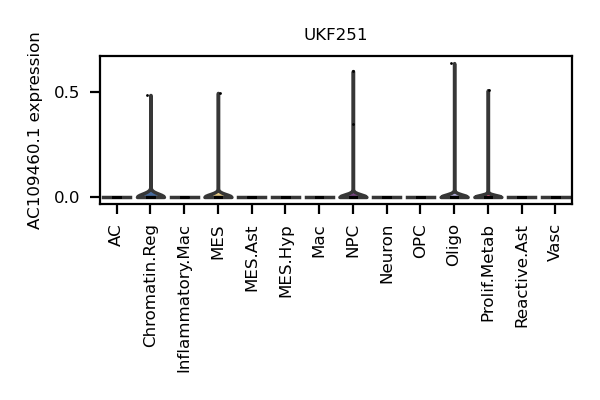 UKF251
AC109460.1 expression
0.5
0.0
AC
Chromatin.Reg
Inflammatory.Mac
MES
MES.Ast
MES.Hyp
Mac
NPC
Neuron
OPC
Oligo
Prolif.Metab
Reactive.Ast
Vasc